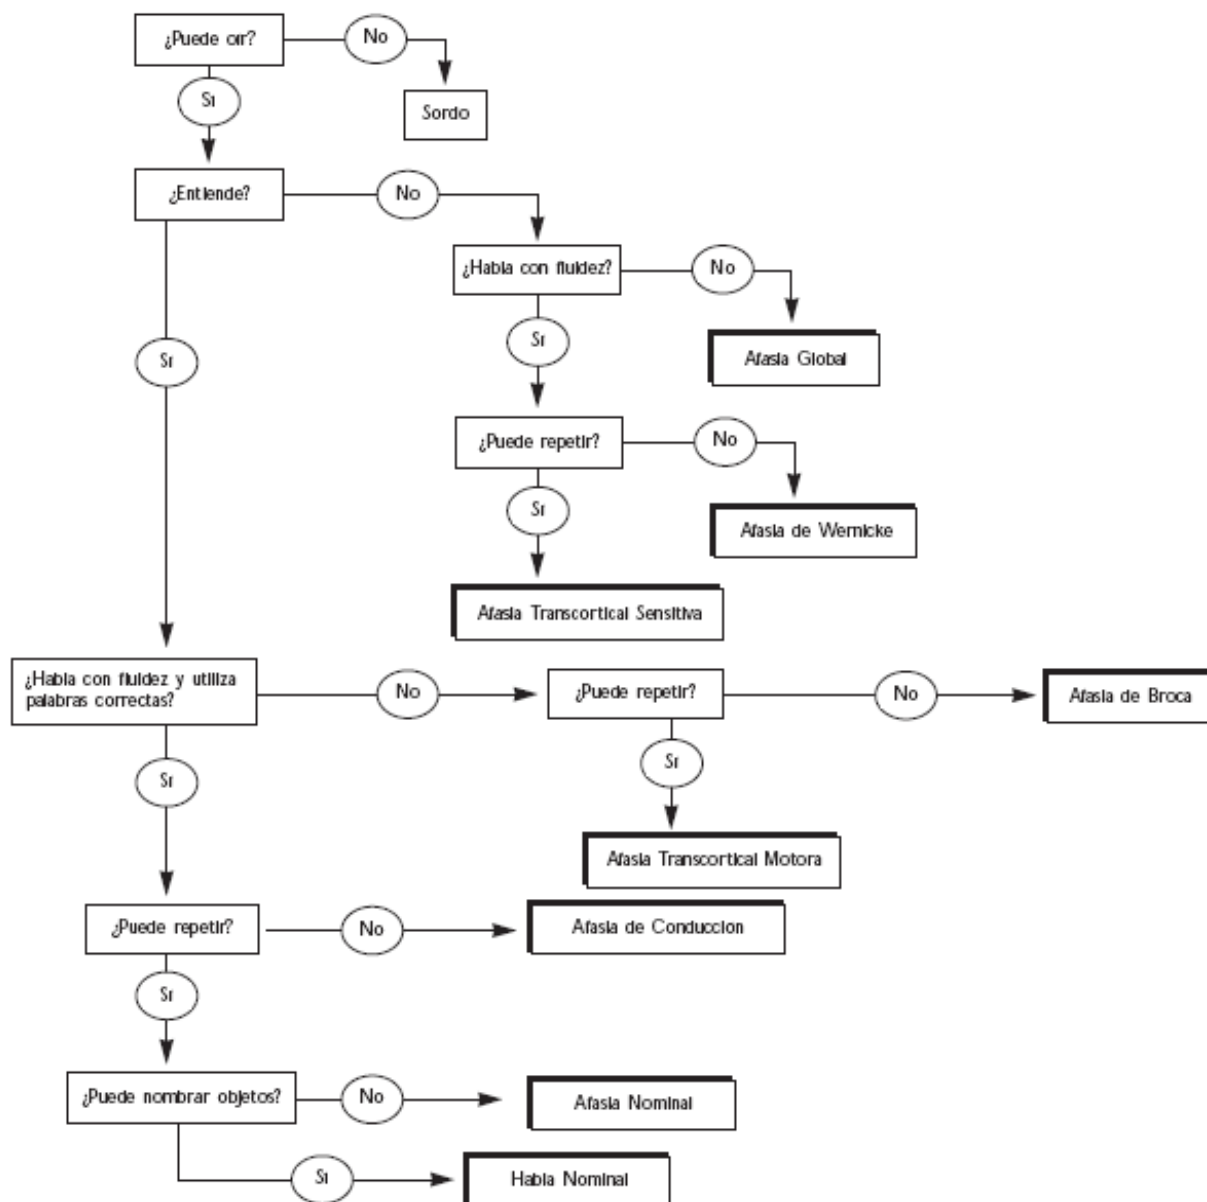 ¿Puede oír?
No
Sí
Sordo
¿Entiende?
No
¿Habla con fluidez?
No
Sí
Sí
Afasia Global
¿Puede repetir?
No
Sí
Afasia de Wernicke
Afasia Transcortical Sensitiva
¿Habla con fluidez y utiliza
palabras correctas?
No
¿Puede repetir?
No
Afasia de Broca
Sí
Sí
Afasia Transcortical Motora
¿Puede repetir?
No
Afasia de Conduccion
Sí
¿Puede nombrar objetos?
No
Afasia Nominal
Sí
Habla Nominal